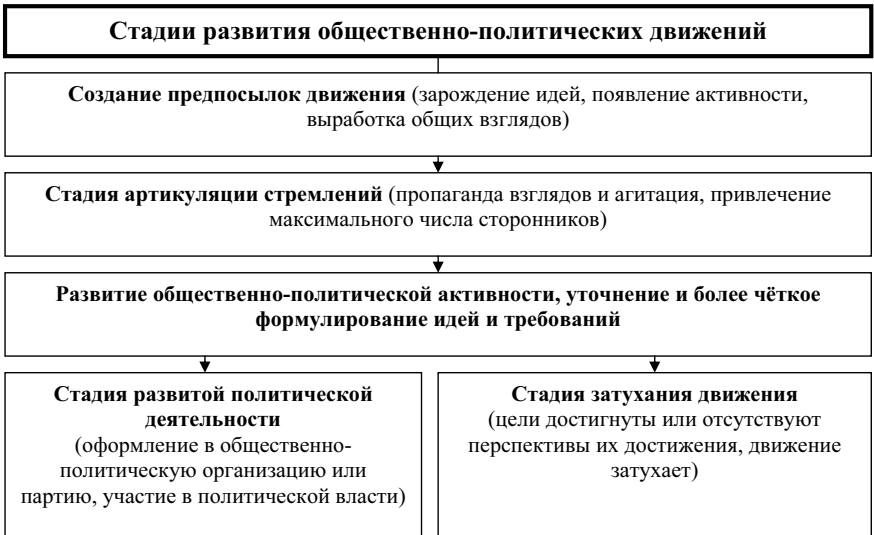 Стадии развития общественно-политических движений
Создание предпосылок движения (зарождение идей, появление активности,
выработка общих взглядов)
Стадия артикуляции стремлений (пропаганда взглядов и агитация, привлечение
максимального числа сторонников)
Развитие общественно-политической активности, уточнение и более чёткое
формулирование идей и требований
Стадия развитой политической
деятельности
(оформление в общественно-
политическую организацию или
партию, участие в политической власти)
Стадия затухания движения
(цели достигнуты или отсутствуют
перспективы их достижения, движение
затухает)